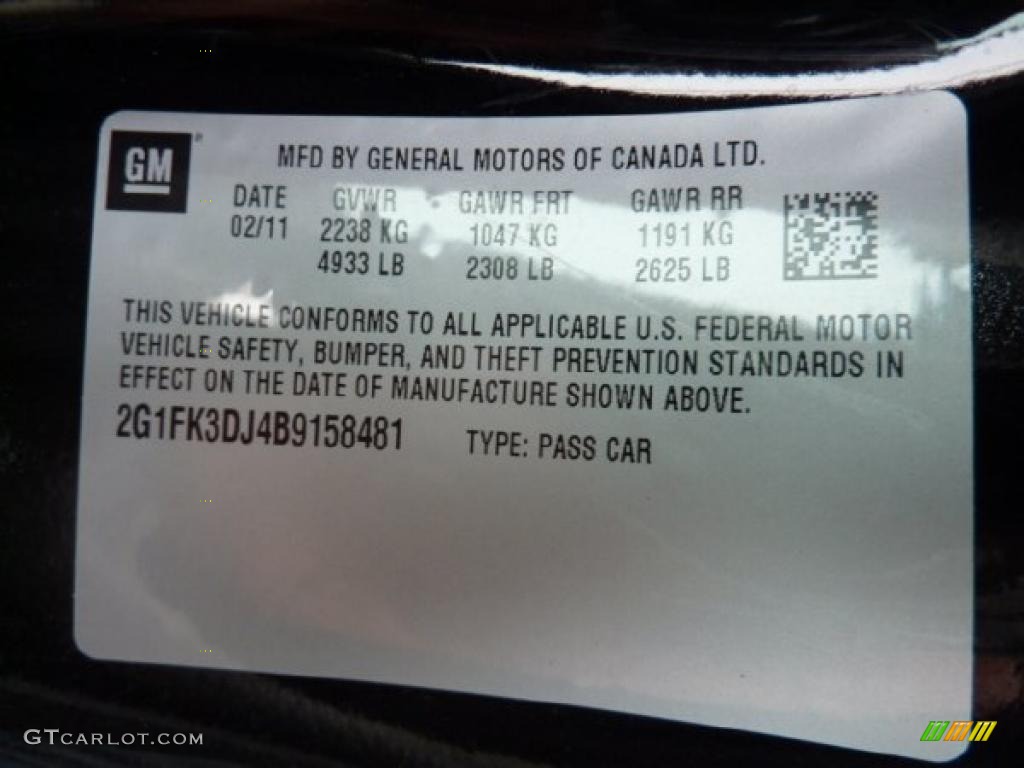 GM
MFD BY GENERAL MOTORS OF CANADA LTD.
DATE GVWR GAWR FRT GAWR RR
02/11 2238 KG 1047 KG 1191 KG
4933 LB 2308 LB 2625 LB
THIS VEHICLE CONFORMS TO ALL APPLICABLE U.S. FEDERAL MOTOR
VEHICLE SAFETY, BUMPER, AND THEFT PREVENTION STANDARDS IN
EFFECT ON THE DATE OF MANUFACTURE SHOWN ABOVE.
2G1FK3DJ4B9158481 TYPE: PASS CAR
GTCARLOT.COM